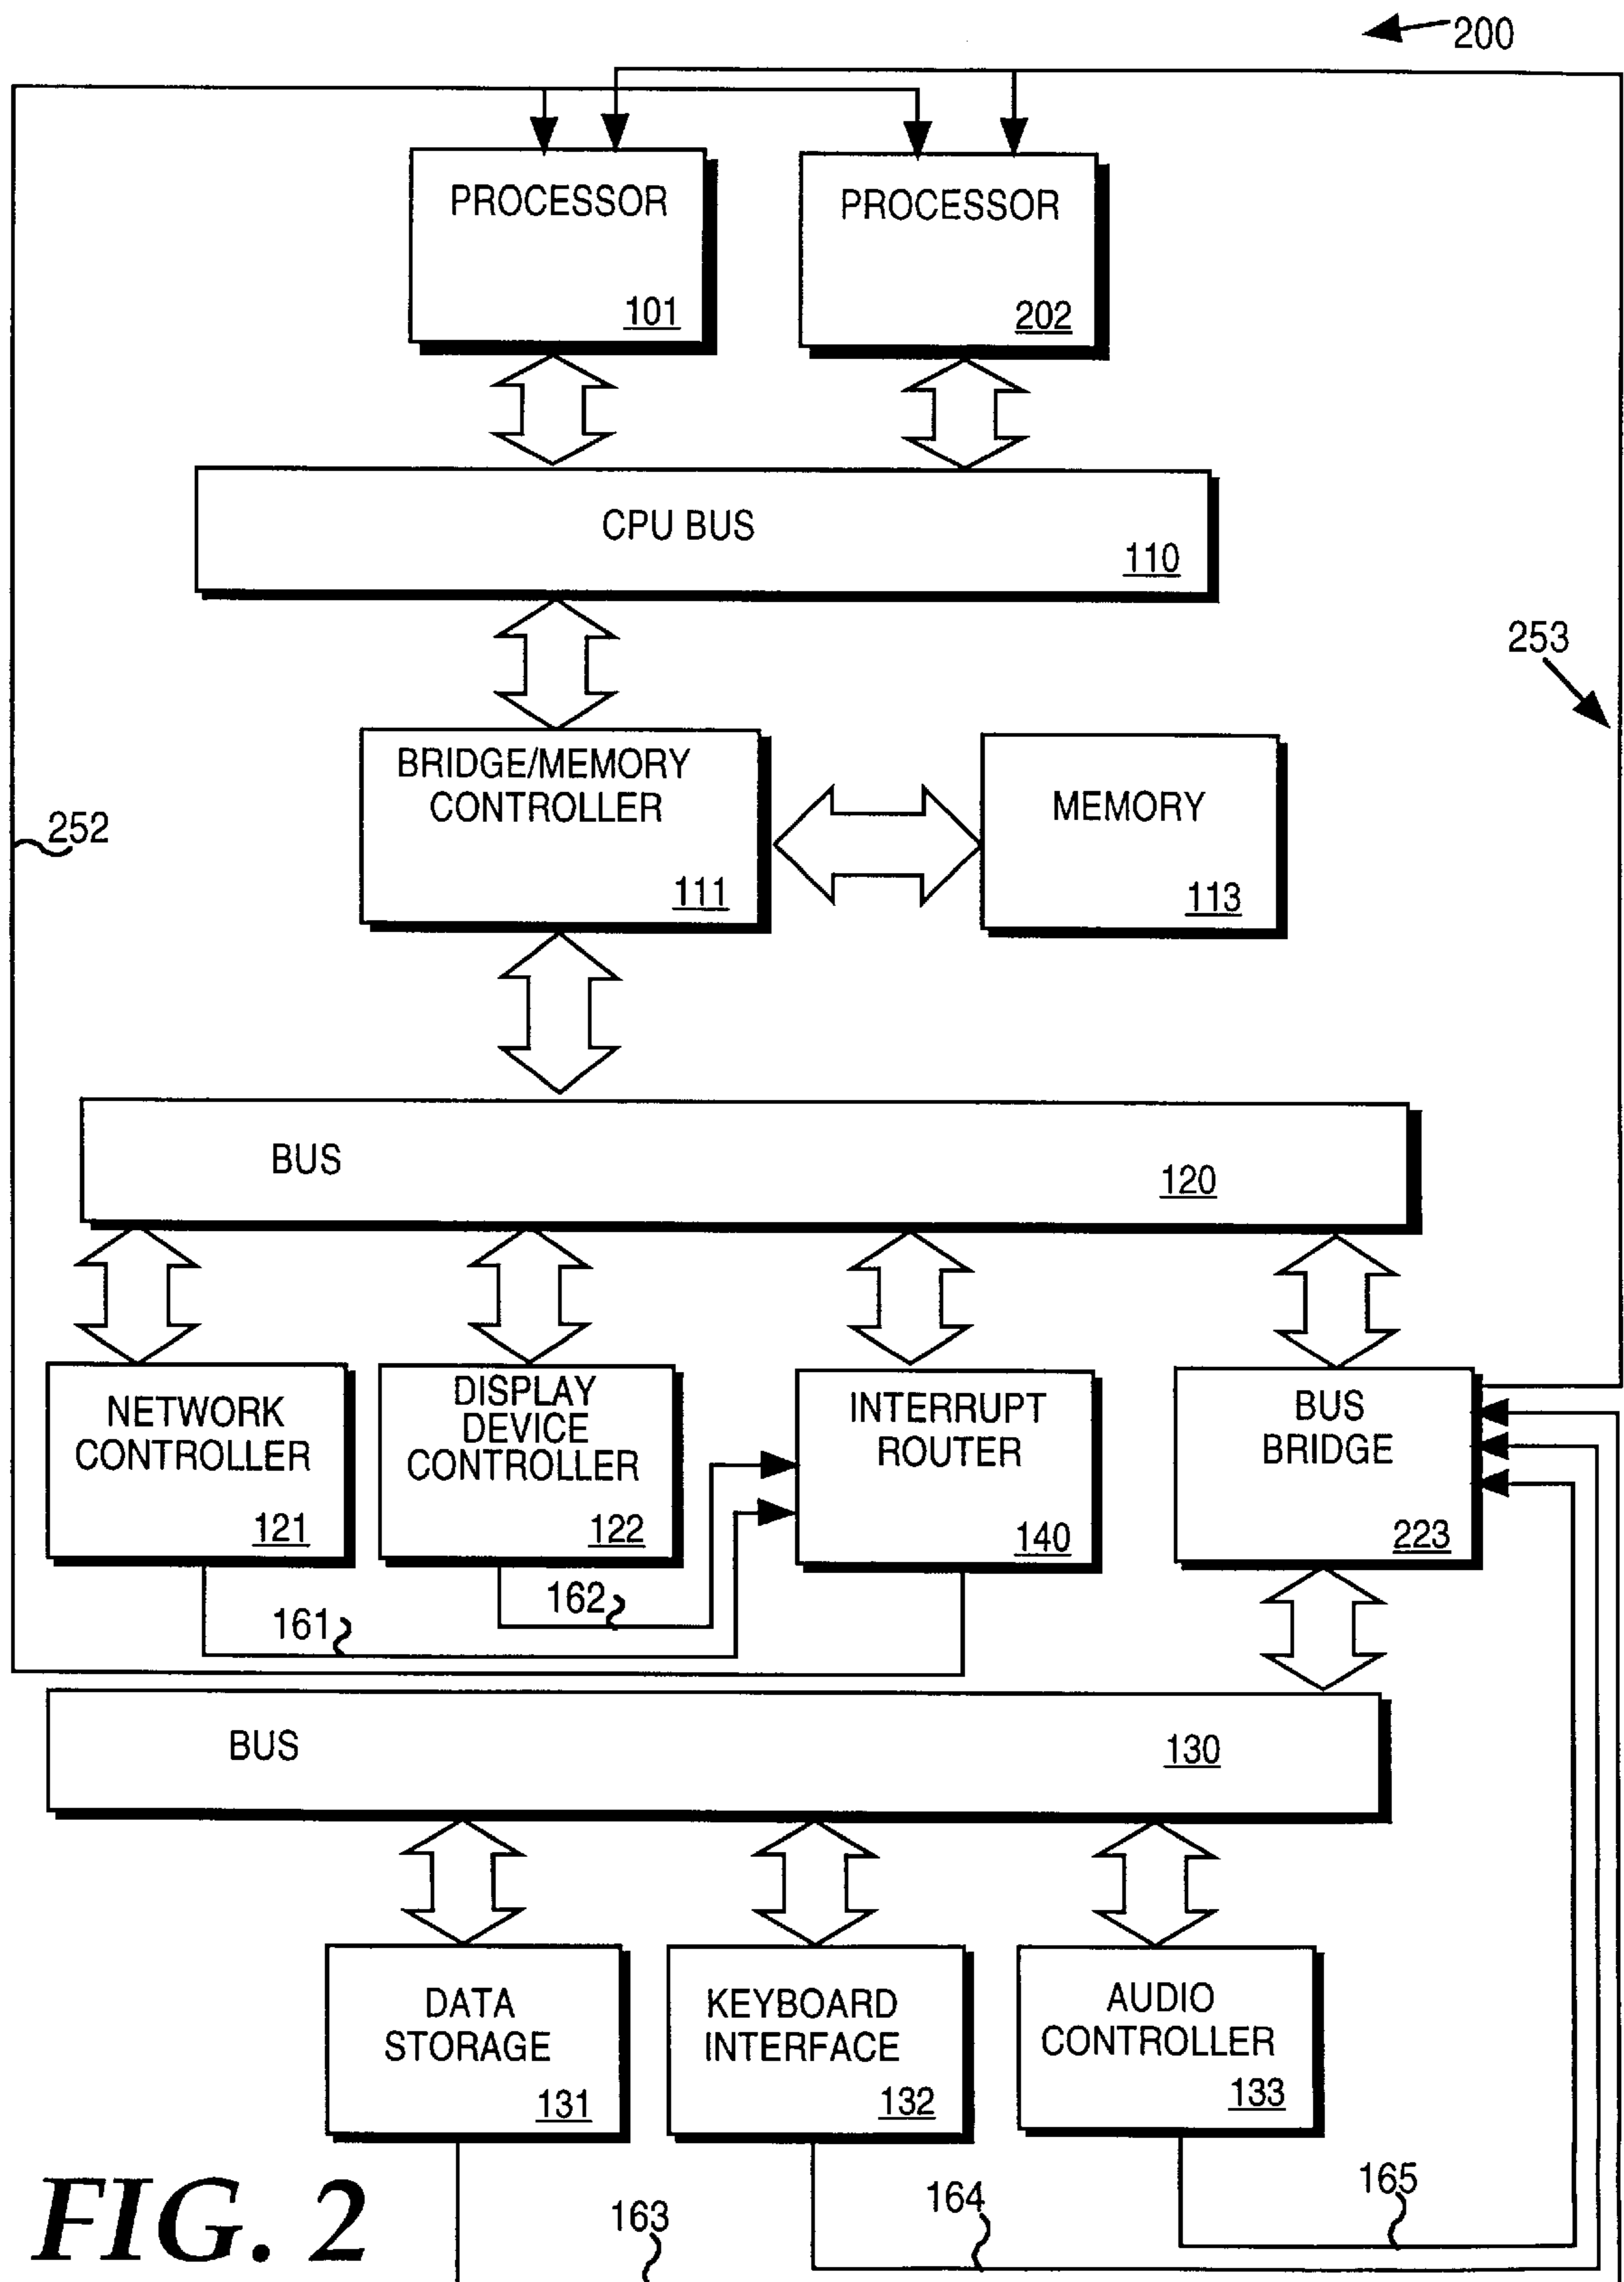 200
PROCESSOR
101
PROCESSOR
202
CPU BUS
110
253
BRIDGE/MEMORY
CONTROLLER
111
MEMORY
113
252
BUS
120
NETWORK
CONTROLLER
121
DISPLAY
DEVICE
CONTROLLER
122
INTERRUPT
ROUTER
140
BUS
BRIDGE
223
162
161
BUS
130
DATA
STORAGE
131
KEYBOARD
INTERFACE
132
AUDIO
CONTROLLER
133
163
164
165
FIG. 2